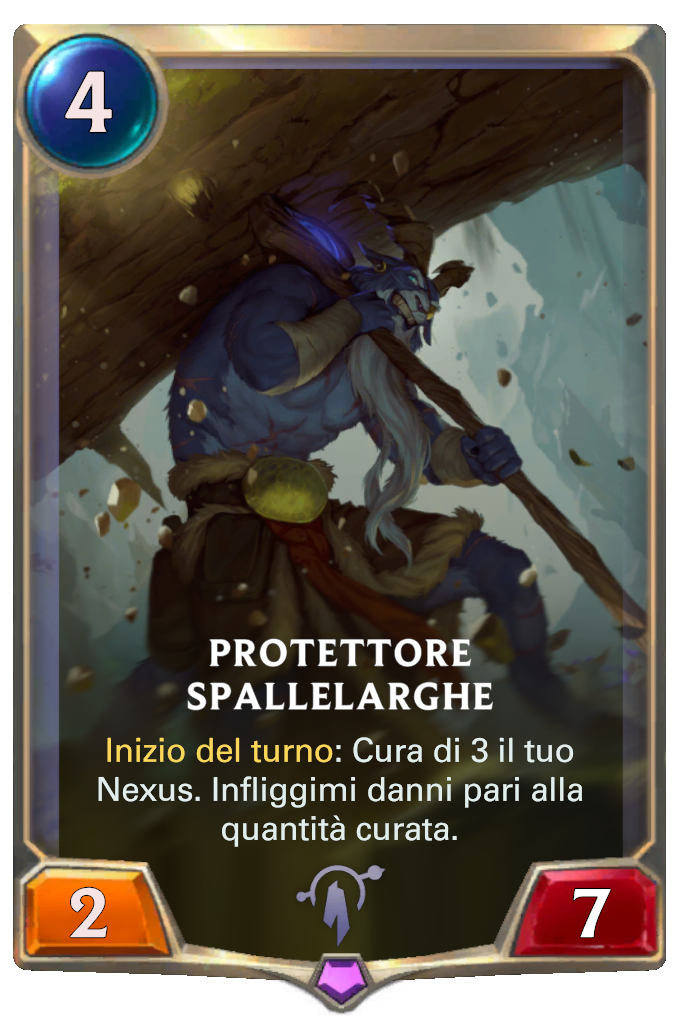 4
PROTETTORE
SPALLELARGHE
Inizio del turno: Cura di 3 il tuo
Nexus. Infliggimi danni pari alla
quantità curata.
2
7